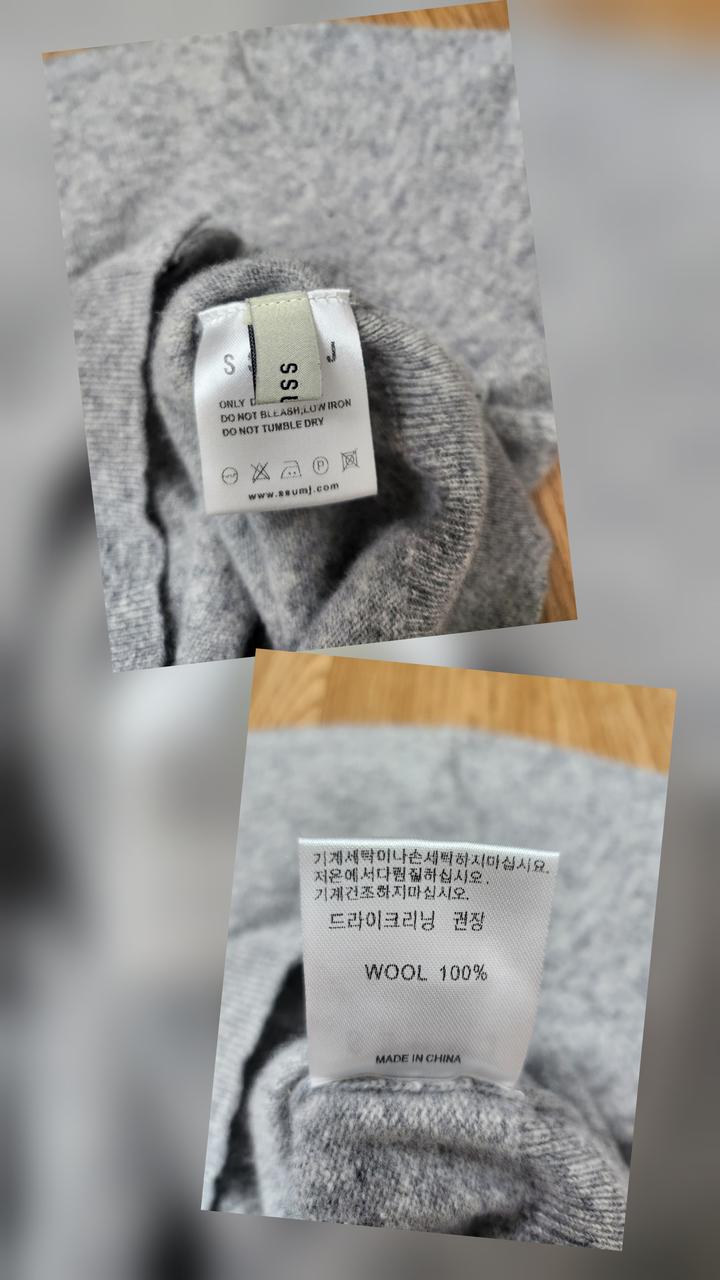 S J
ssu
ONLY
DO NOT BLEASH,LOW IRON
DO NOT TUMBLE DRY
P
www.ssumj.com
기계세탁이나손세탁하지마십시요.
저온에서다림질하십시오.
기계건조하지마십시오.
드라이크리닝 권장
WOOL 100%
MADE IN CHINA